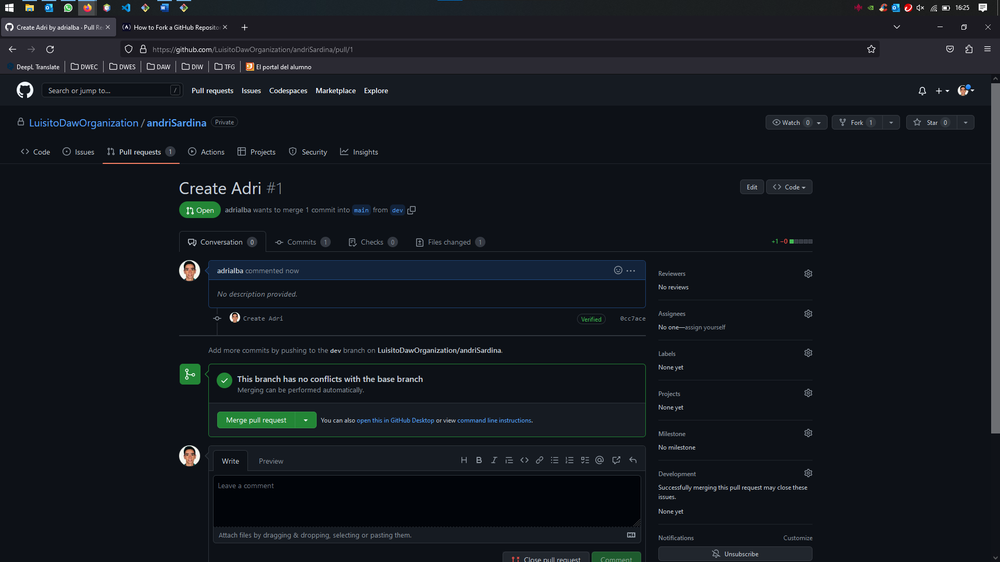 16:25
Create Adri by adrialba · Pull Re
How to Fork a GitHub Reposito
https://github.com/LuisitoDawOrganization/andriSardina/pull/1
DeepL Translate
DWEC
DWES
DAW
DIW
TFG
El portal del alumno
Search or jump to...
/
Pull requests
Issues
Codespaces
Marketplace
Explore
LuisitoDawOrganization / andriSardina
Private
Watch 0
Fork 1
Star 0
Code
Issues
Pull requests 1
Actions
Projects
Security
Insights
Create Adri #1
Edit
Code
Open
adrialba wants to merge 1 commit into main from dev
Conversation 0
Commits 1
Checks 0
Files changed 1
+1 −0
adrialba commented now
No description provided.
Create Adri
Verified
0cc7ace
Add more commits by pushing to the dev branch on LuisitoDawOrganization/andriSardina.
This branch has no conflicts with the base branch
Merging can be performed automatically.
Merge pull request
You can also open this in GitHub Desktop or view command line instructions.
Write
Preview
Leave a comment
Attach files by dragging & dropping, selecting or pasting them.
Close pull request
Comment
Reviewers
No reviews
Assignees
No one—assign yourself
Labels
None yet
Projects
None yet
Milestone
No milestone
Development
Successfully merging this pull request may close these
issues.
None yet
Notifications
Customize
Unsubscribe